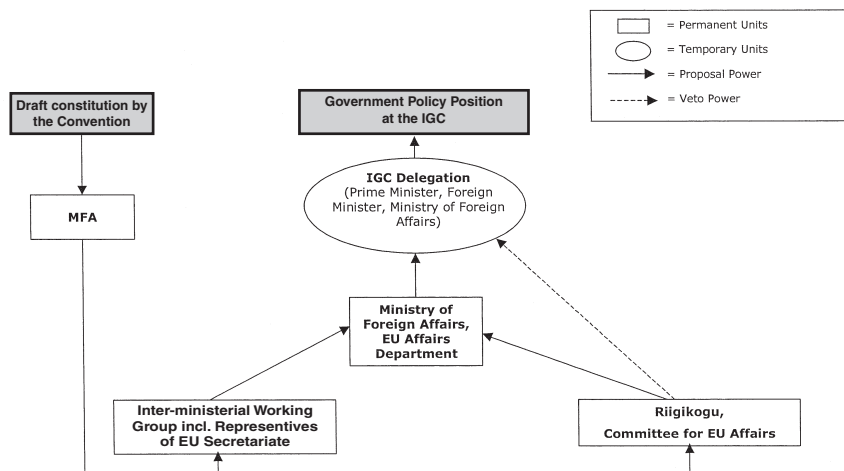 = Permanent Units
= Temporary Units
= Proposal Power
= Veto Power
Draft constitution by
the Convention
Government Policy Position
at the IGC
IGC Delegation
(Prime Minister, Foreign
Minister, Ministry of Foreign
Affairs)
MFA
Ministry of
Foreign Affairs,
EU Affairs
Department
Inter-ministerial Working
Group incl. Representives
of EU Secretariate
Riigikogu,
Committee for EU Affairs